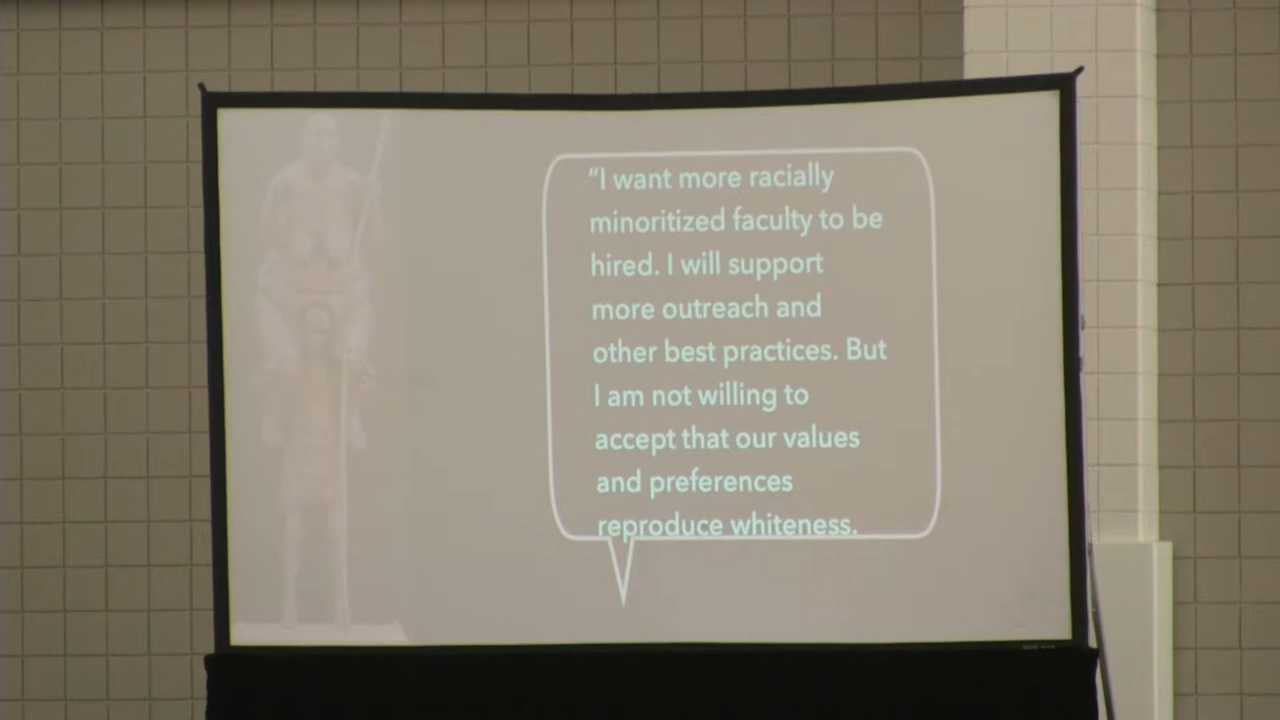 “I want more racially
minoritized faculty to be
hired. I will support
more outreach and
other best practices. But
I am not willing to
accept that our values
and preferences
reproduce whiteness.